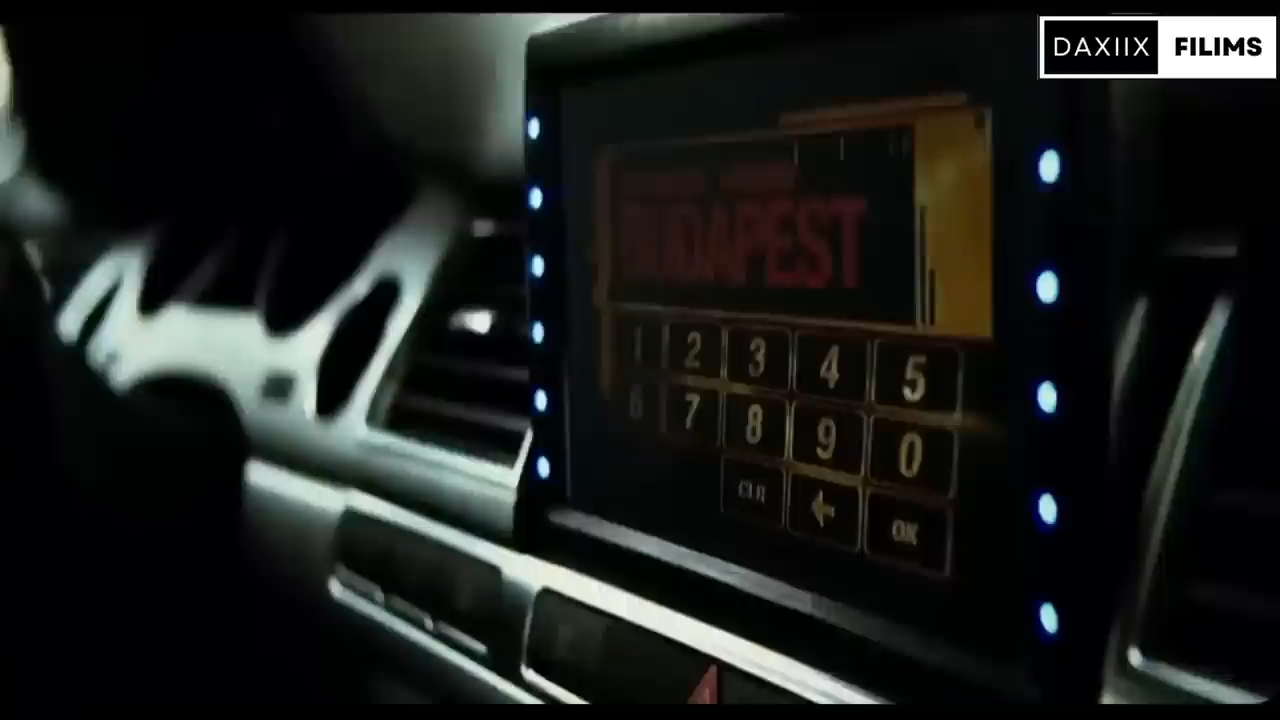 DAXIIX FILIMS
BUDAPEST
1 2 3 4 5
6 7 8 9 0
CLR ← OK